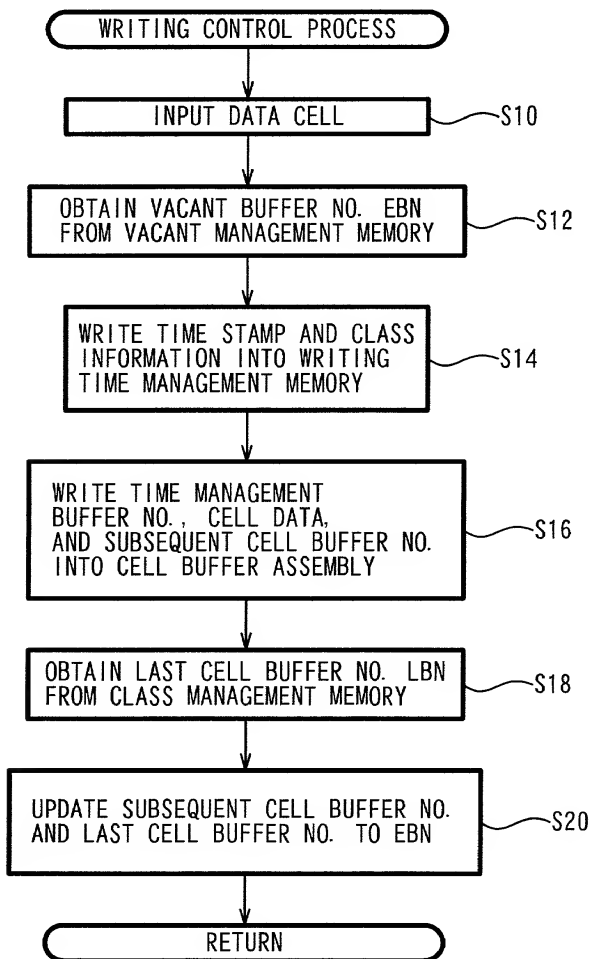 WRITING CONTROL PROCESS
INPUT DATA CELL
S10
OBTAIN VACANT BUFFER NO. EBN
FROM VACANT MANAGEMENT MEMORY
S12
WRITE TIME STAMP AND CLASS
INFORMATION INTO WRITING
TIME MANAGEMENT MEMORY
S14
WRITE TIME MANAGEMENT
BUFFER NO., CELL DATA,
AND SUBSEQUENT CELL BUFFER NO.
INTO CELL BUFFER ASSEMBLY
S16
OBTAIN LAST CELL BUFFER NO. LBN
FROM CLASS MANAGEMENT MEMORY
S18
UPDATE SUBSEQUENT CELL BUFFER NO.
AND LAST CELL BUFFER NO. TO EBN
S20
RETURN